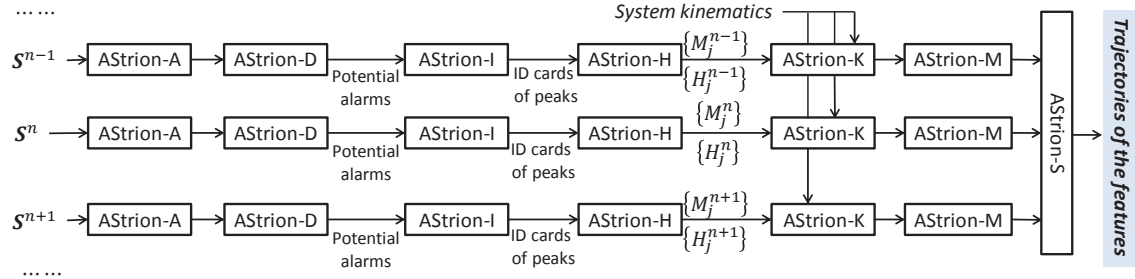 ... ...
System kinematics
S^{n-1} AStrion-A AStrion-D AStrion-I AStrion-H {M_j^{n-1}} AStrion-K AStrion-M
Potential alarms
ID cards of peaks
{H_j^{n-1}}
S^n AStrion-A AStrion-D AStrion-I AStrion-H {M_j^n} AStrion-K AStrion-M
Potential alarms
ID cards of peaks
{H_j^n}
S^{n+1} AStrion-A AStrion-D AStrion-I AStrion-H {M_j^{n+1}} AStrion-K AStrion-M
Potential alarms
ID cards of peaks
{H_j^{n+1}}
... ...
AStrion-S
Trajectories of the features